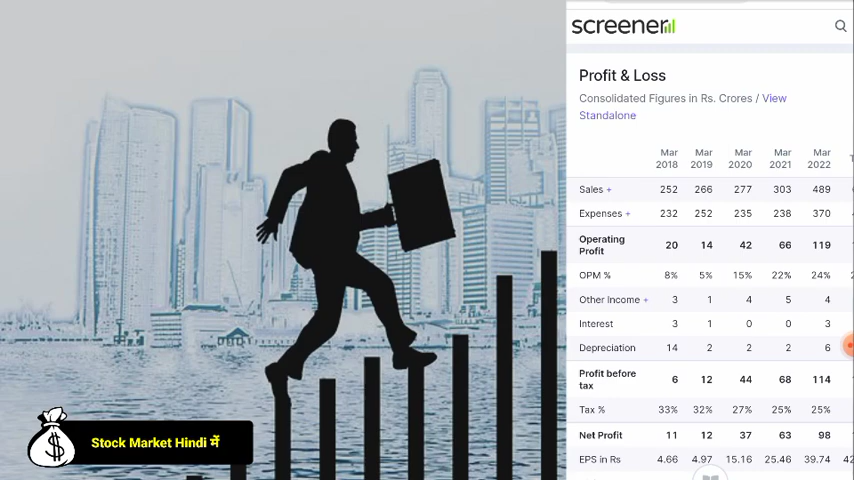 screener
Profit & Loss
Consolidated Figures in Rs. Crores / View
Standalone
Mar 2018 Mar 2019 Mar 2020 Mar 2021 Mar 2022
Sales + 252 266 277 303 489
Expenses + 232 252 235 238 370
Operating Profit 20 14 42 66 119
OPM % 8% 5% 15% 22% 24%
Other Income + 3 1 4 5 4
Interest 3 1 0 0 3
Depreciation 14 2 2 2 6
Profit before tax 6 12 44 68 114
Tax % 33% 32% 27% 25% 25%
Net Profit 11 12 37 63 98
EPS in Rs 4.66 4.97 15.16 25.46 39.74 42
$ Stock Market Hindi में